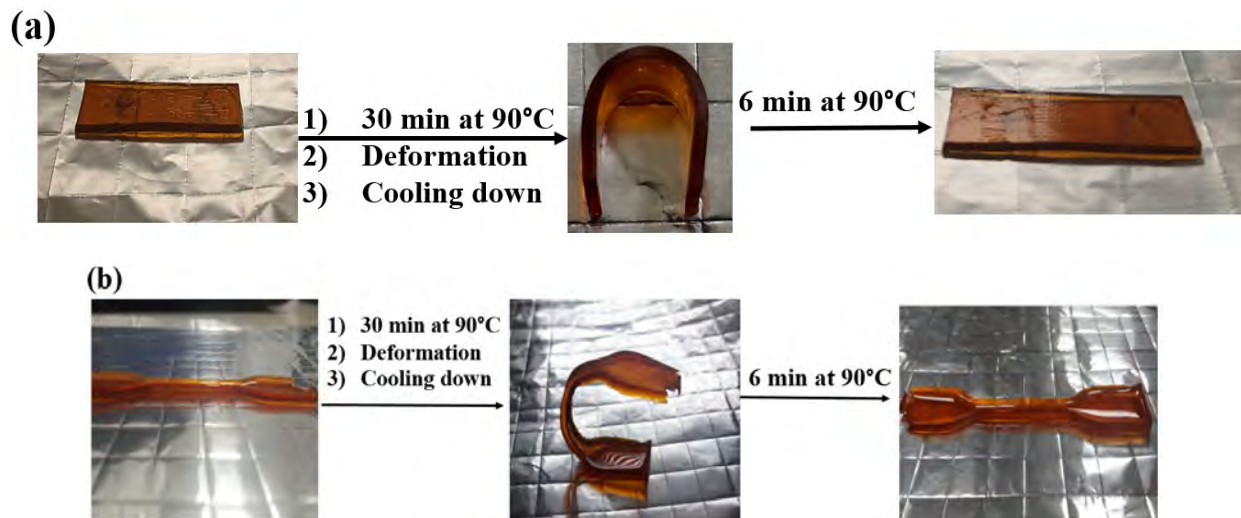 (a)
1) 30 min at 90°C
2) Deformation
3) Cooling down
6 min at 90°C
(b)
1) 30 min at 90°C
2) Deformation
3) Cooling down
6 min at 90°C